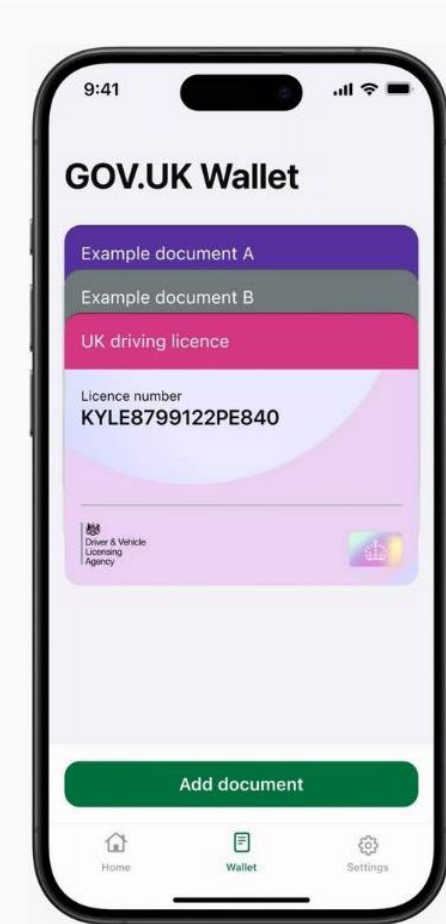 9:41
GOV.UK Wallet
Example document A
Example document B
UK driving licence
Licence number
KYLE8799122PE840
Driver & Vehicle
Licensing
Agency
Add document
Home
Wallet
Settings